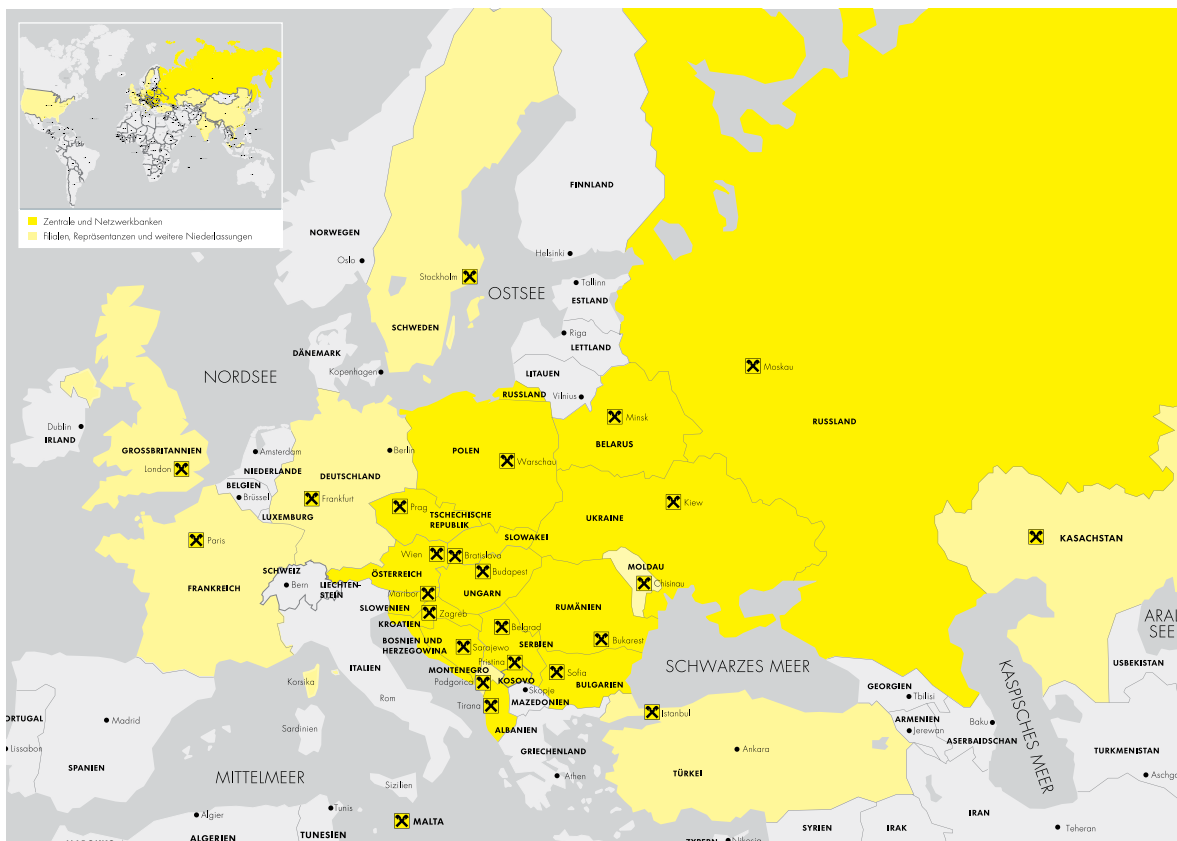 Zentrale und Netzwerkbanken
Filialen, Repräsentanzen und weitere Niederlassungen
FINNLAND
NORWEGEN
Oslo
Helsinki
Stockholm
Tallinn
OSTSEE
ESTLAND
SCHWEDEN
Riga
LETTLAND
DÄNEMARK
Kopenhagen
NORDSEE
LITAUEN
Vilnius
RUSSLAND
Moskau
Minsk
RUSSLAND
Dublin
IRLAND
BELARUS
GROSSBRITANNIEN
London
Amsterdam
NIEDERLANDE
BELGIEN
Brüssel
LUXEMBURG
Berlin
DEUTSCHLAND
Frankfurt
POLEN
Warschau
Prag
TSCHECHISCHE
REPUBLIK
Kiew
UKRAINE
SLOWAKEI
Paris
KASACHSTAN
Wien
Bratislava
Budapest
MOLDAU
Chisinau
SCHWEIZ
Bern
LIECHTEN-
STEIN
ÖSTERREICH
FRANKREICH
UNGARN
Maribor
SLOWENIEN
Zagreb
KROATIEN
RUMÄNIEN
Belgrad
Bukarest
BOSNIEN UND
HERZEGOWINA
Sarajewo
SERBIEN
ITALIEN
MONTENEGRO
Pristina
KOSOVO
Sofia
BULGARIEN
Podgorica
Skopje
MAZEDONIEN
Tirana
ALBANIEN
SCHWARZES MEER
Istanbul
ARAL
SEE
USBEKISTAN
GEORGIEN
Tbilisi
ARMENIEN
Jerewan
Baku
ASERBAIDSCHAN
KASPISCHES MEER
TURKMENISTAN
Korsika
Rom
Sardinien
ORTUGAL
Lissabon
Madrid
SPANIEN
GRIECHENLAND
Athen
Ankara
TÜRKEI
MITTELMEER
Sizilien
Algier
ALGERIEN
Tunis
TUNESIEN
MALTA
Nikosia
SYRIEN
IRAK
IRAN
Teheran